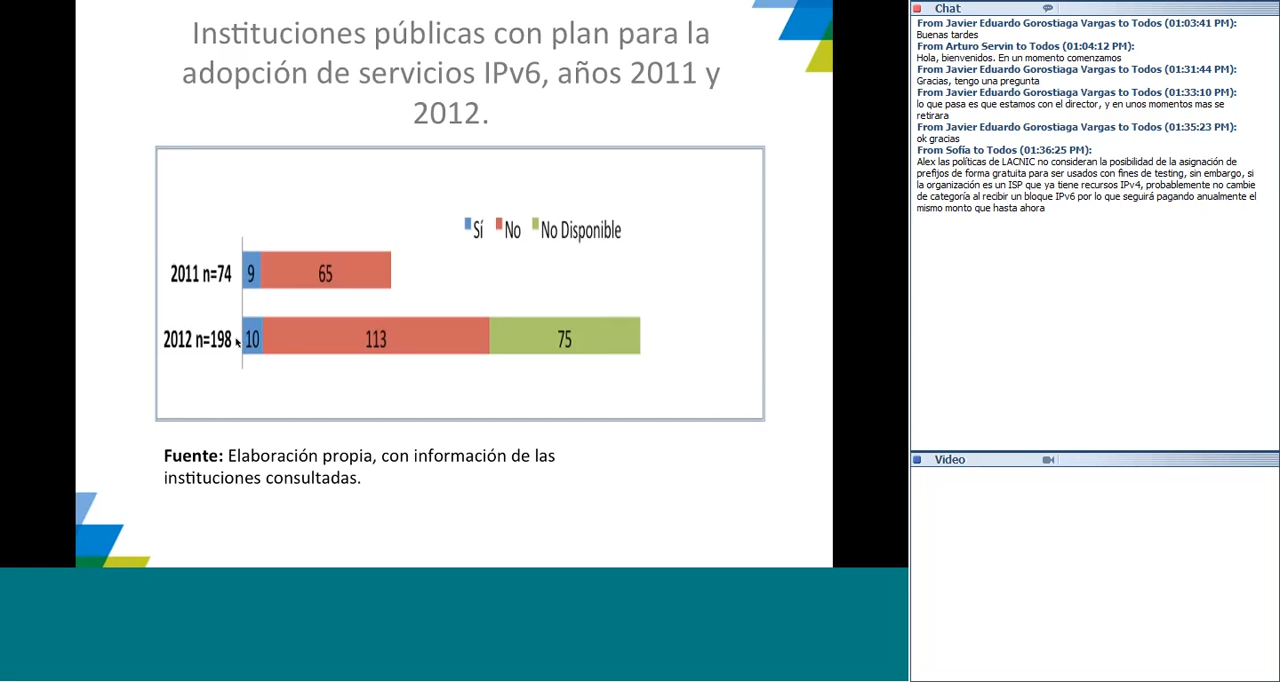 Instituciones públicas con plan para la
adopción de servicios IPv6, años 2011 y
2012.
Sí No No Disponible
2011 n=74 9 65
2012 n=198 10 113 75
Fuente: Elaboración propia, con información de las
instituciones consultadas.
Chat
From Javier Eduardo Gorostiaga Vargas to Todos (01:03:41 PM):
Buenas tardes
From Arturo Servin to Todos (01:04:12 PM):
Hola, bienvenidos. En un momento comenzamos
From Javier Eduardo Gorostiaga Vargas to Todos (01:31:44 PM):
Gracias, tengo una pregunta
From Javier Eduardo Gorostiaga Vargas to Todos (01:33:10 PM):
lo que pasa es que estamos con el director, y en unos momentos mas se
retirara
From Javier Eduardo Gorostiaga Vargas to Todos (01:35:23 PM):
ok gracias
From Sofía to Todos (01:36:25 PM):
Alex las políticas de LACNIC no consideran la posibilidad de la asignación de
prefijos de forma gratuita para ser usados con fines de testing, sin embargo, si
la organización es un ISP que ya tiene recursos IPv4, probablemente no cambie
de categoría al recibir un bloque IPv6 por lo que seguirá pagando anualmente el
mismo monto que hasta ahora
Video